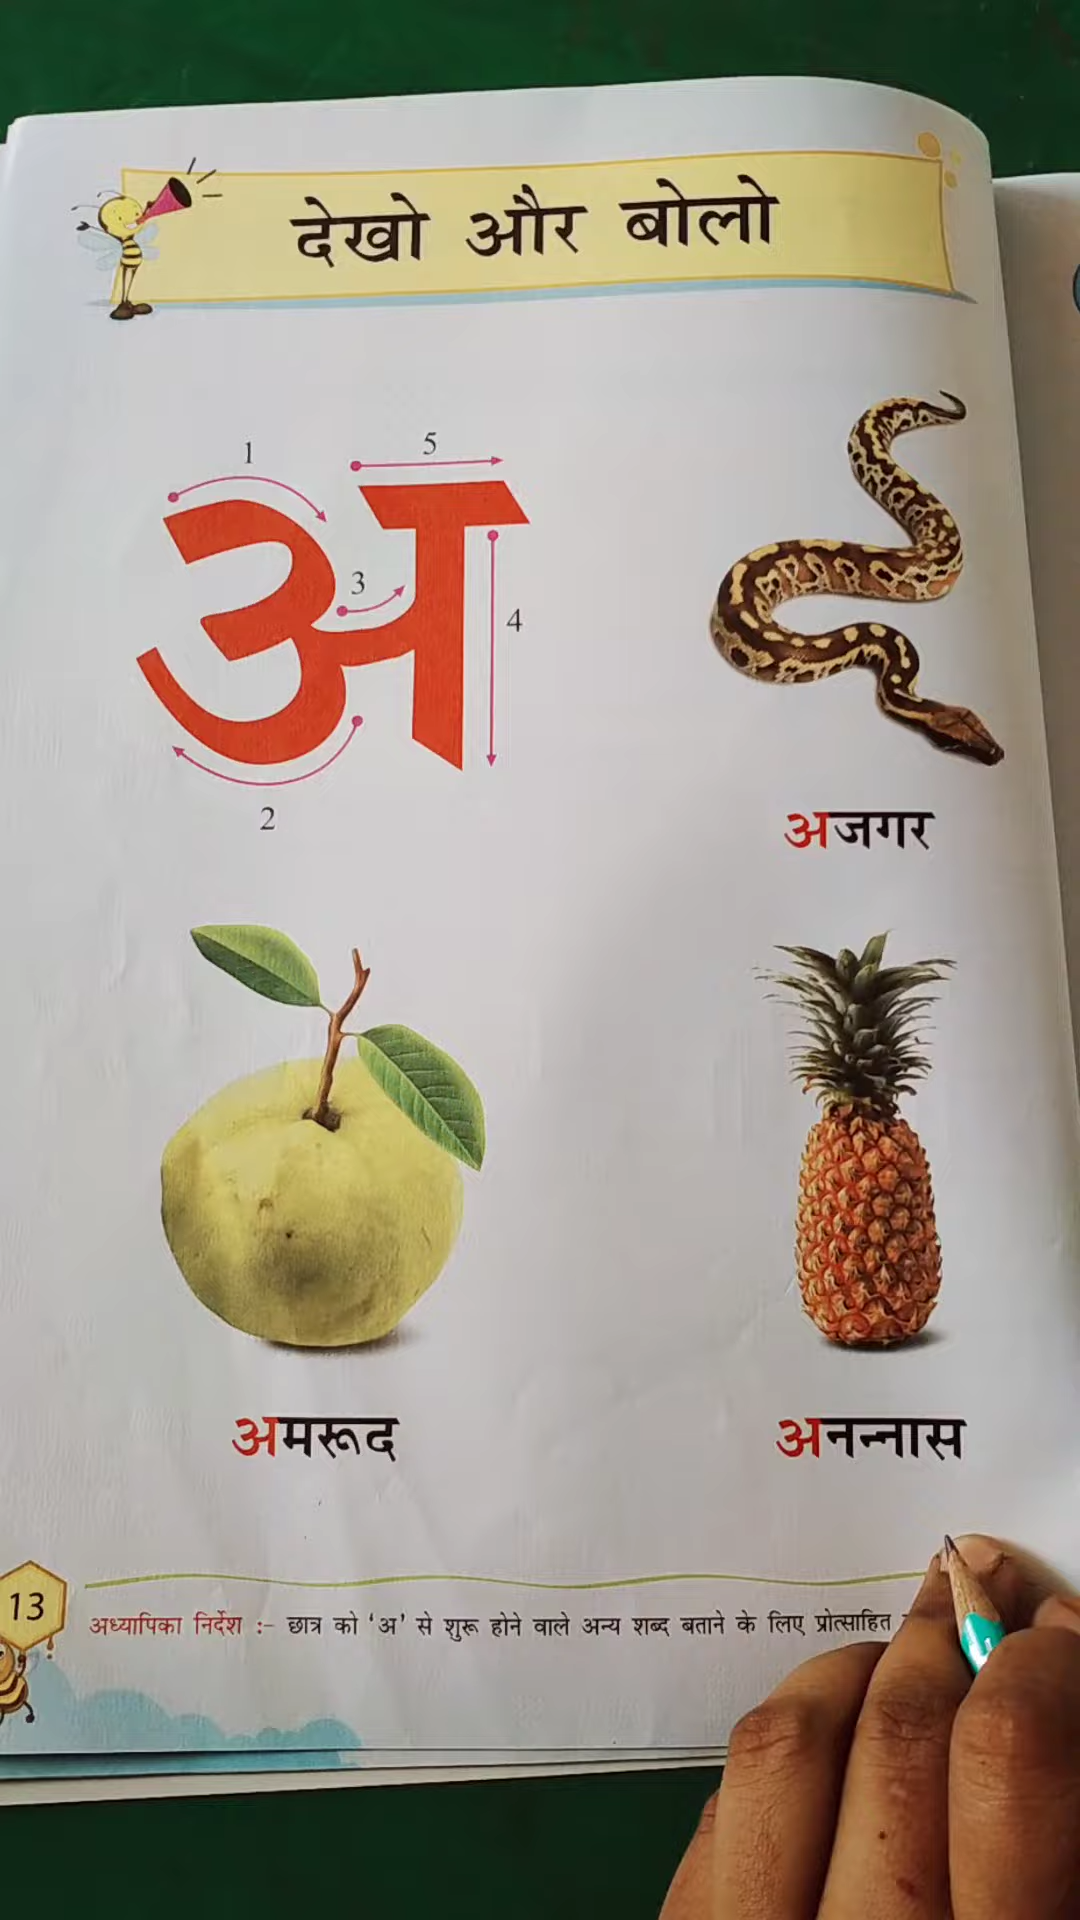 देखो और बोलो
1
5
3
4
2
अजगर
अमरूद
अनन्नास
13
अध्यापिका निर्देश :- छात्र को 'अ' से शुरू होने वाले अन्य शब्द बताने के लिए प्रोत्साहित